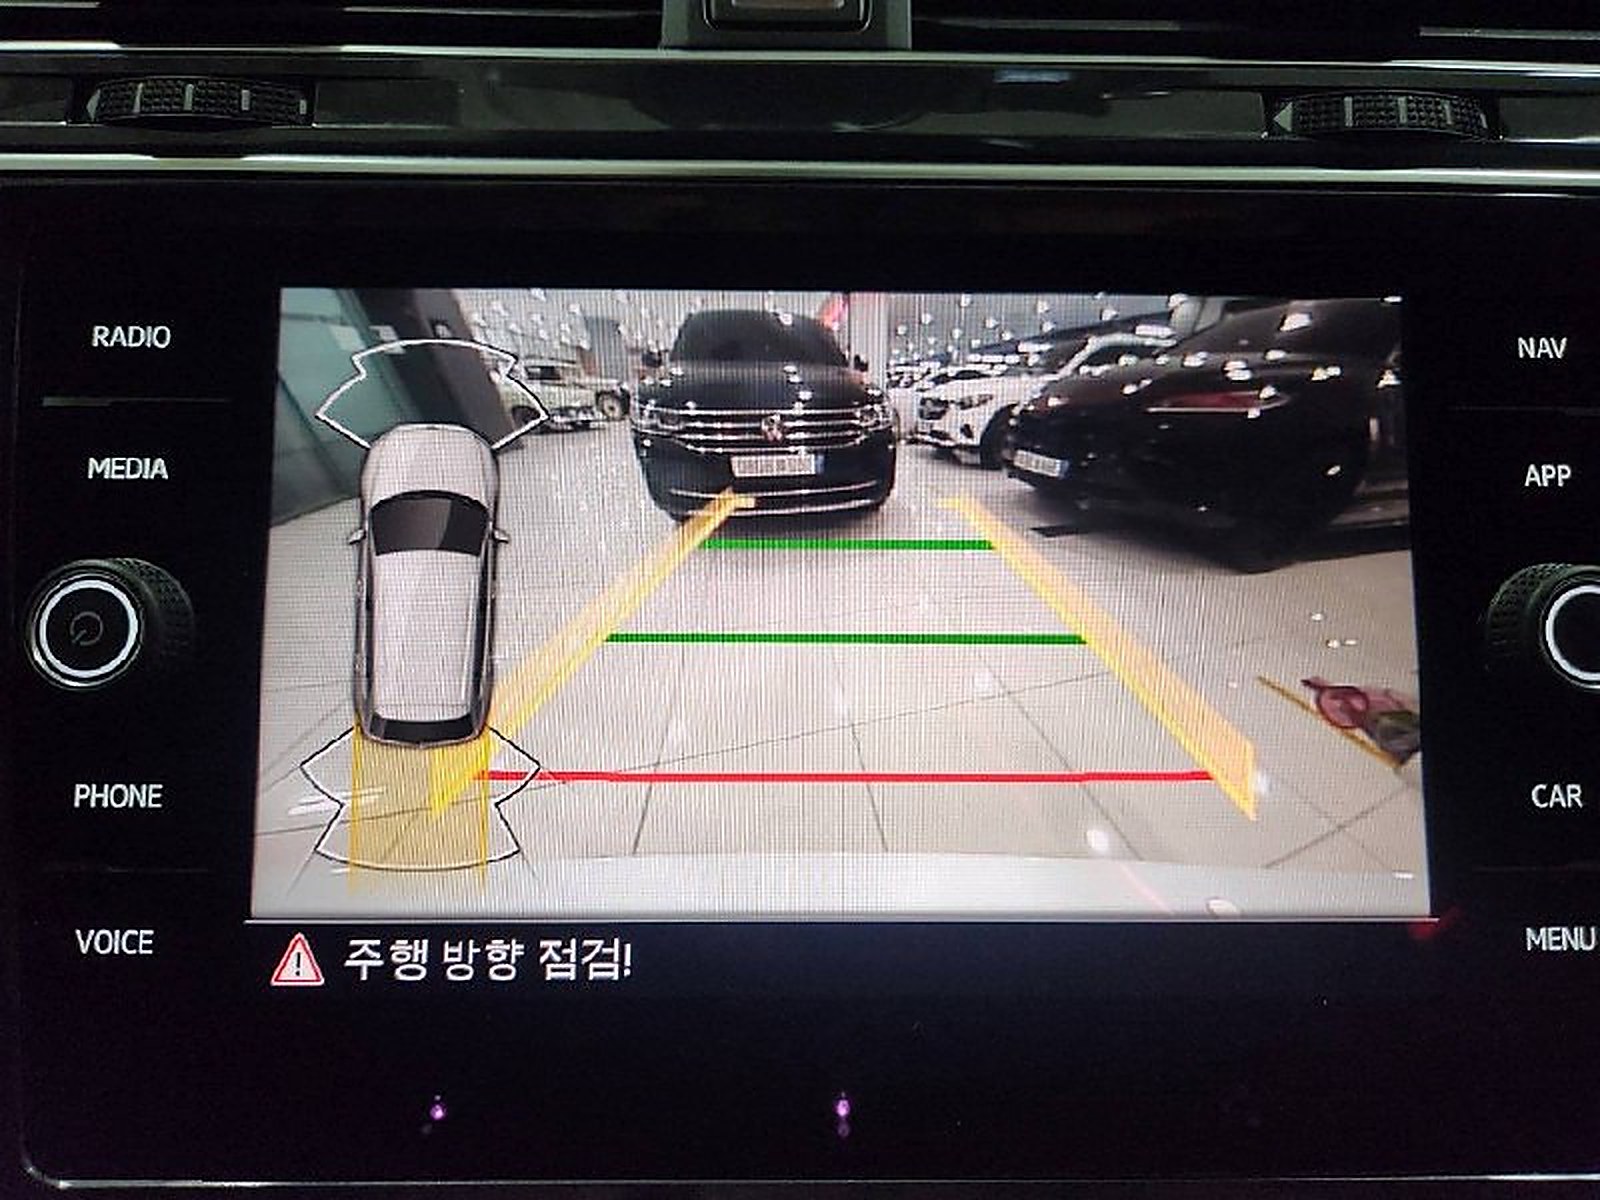 RADIO
MEDIA
PHONE
VOICE
NAV
APP
CAR
MENU
주행 방향 점검!